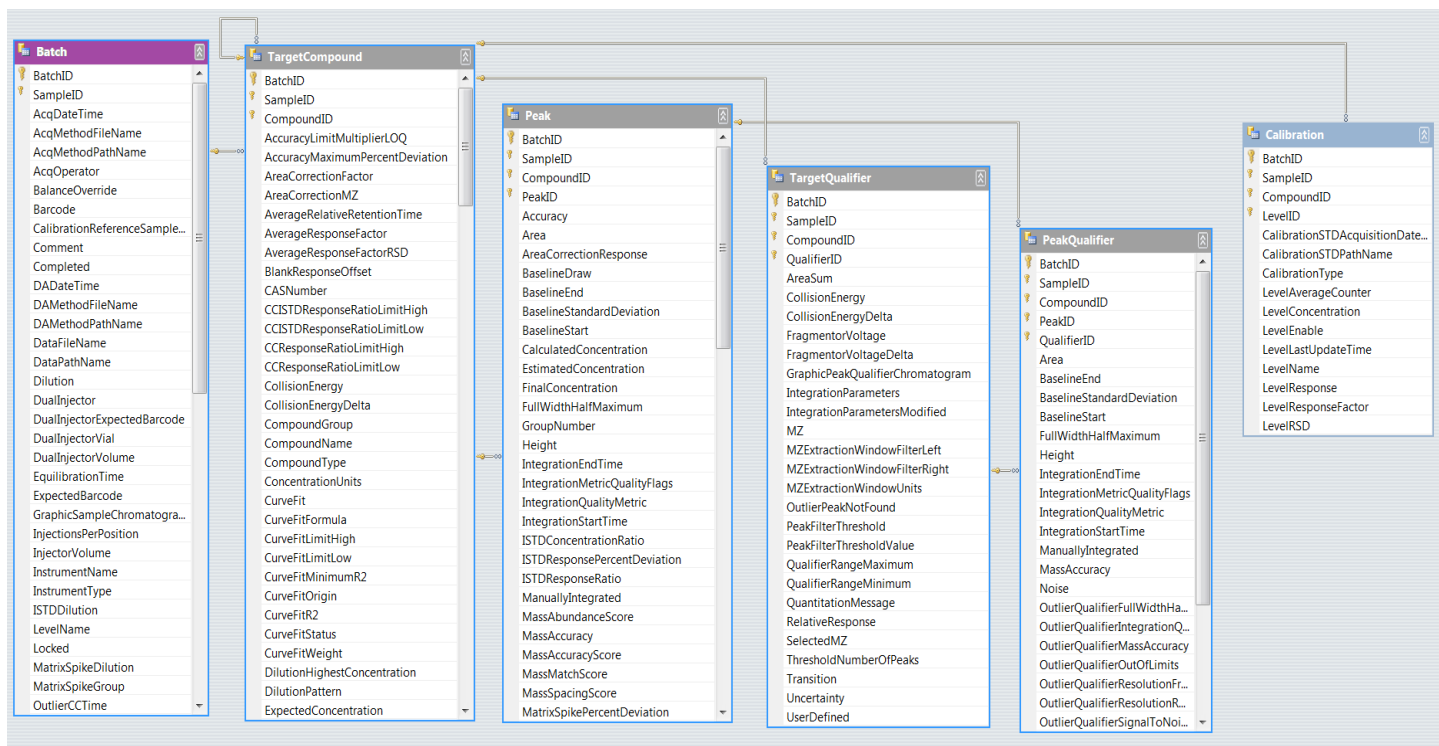 Batch
BatchID
SampleID
AcqDateTime
AcqMethodFileName
AcqMethodPathName
AcqOperator
BalanceOverride
Barcode
CalibrationReferenceSample...
Comment
Completed
DADateTime
DAMethodFileName
DAMethodPathName
DataFileName
DataPathName
Dilution
DualInjector
DualInjectorExpectedBarcode
DualInjectorVial
DualInjectorVolume
EquilibrationTime
ExpectedBarcode
GraphicSampleChromatogra...
InjectionsPerPosition
InjectorVolume
InstrumentName
InstrumentType
ISTDDilution
LevelName
Locked
MatrixSpikeDilution
MatrixSpikeGroup
OutlierCCTime
TargetCompound
BatchID
SampleID
CompoundID
AccuracyLimitMultiplierLOQ
AccuracyMaximumPercentDeviation
AreaCorrectionFactor
AreaCorrectionMZ
AverageRelativeRetentionTime
AverageResponseFactor
AverageResponseFactorRSD
BlankResponseOffset
CASNumber
CCISTDResponseRatioLimitHigh
CCISTDResponseRatioLimitLow
CCResponseRatioLimitHigh
CCResponseRatioLimitLow
CollisionEnergy
CollisionEnergyDelta
CompoundGroup
CompoundName
CompoundType
ConcentrationUnits
CurveFit
CurveFitFormula
CurveFitLimitHigh
CurveFitLimitLow
CurveFitMinimumR2
CurveFitOrigin
CurveFitR2
CurveFitStatus
CurveFitWeight
DilutionHighestConcentration
DilutionPattern
ExpectedConcentration
Peak
BatchID
SampleID
CompoundID
PeakID
Accuracy
Area
AreaCorrectionResponse
BaselineDraw
BaselineEnd
BaselineStandardDeviation
BaselineStart
CalculatedConcentration
EstimatedConcentration
FinalConcentration
FullWidthHalfMaximum
GroupNumber
Height
IntegrationEndTime
IntegrationMetricQualityFlags
IntegrationQualityMetric
IntegrationStartTime
ISTDConcentrationRatio
ISTDResponsePercentDeviation
ISTDResponseRatio
ManuallyIntegrated
MassAbundanceScore
MassAccuracy
MassAccuracyScore
MassMatchScore
MassSpacingScore
MatrixSpikePercentDeviation
TargetQualifier
BatchID
SampleID
CompoundID
QualifierID
AreaSum
CollisionEnergy
CollisionEnergyDelta
FragmentorVoltage
FragmentorVoltageDelta
GraphicPeakQualifierChromatogram
IntegrationParameters
IntegrationParametersModified
MZ
MZExtractionWindowFilterLeft
MZExtractionWindowFilterRight
MZExtractionWindowUnits
OutlierPeakNotFound
PeakFilterThreshold
PeakFilterThresholdValue
QualifierRangeMaximum
QualifierRangeMinimum
QuantitationMessage
RelativeResponse
SelectedMZ
ThresholdNumberOfPeaks
Transition
Uncertainty
UserDefined
PeakQualifier
BatchID
SampleID
CompoundID
PeakID
QualifierID
Area
BaselineEnd
BaselineStandardDeviation
BaselineStart
FullWidthHalfMaximum
Height
IntegrationEndTime
IntegrationMetricQualityFlags
IntegrationQualityMetric
IntegrationStartTime
ManuallyIntegrated
MassAccuracy
Noise
OutlierQualifierFullWidthHa...
OutlierQualifierIntegrationQ...
OutlierQualifierMassAccuracy
OutlierQualifierOutOfLimits
OutlierQualifierResolutionFr...
OutlierQualifierResolutionR...
OutlierQualifierSignalToNoi...
Calibration
BatchID
SampleID
CompoundID
LevelID
CalibrationSTDAcquisitionDate...
CalibrationSTDPathName
CalibrationType
LevelAverageCounter
LevelConcentration
LevelEnable
LevelLastUpdateTime
LevelName
LevelResponse
LevelResponseFactor
LevelRSD